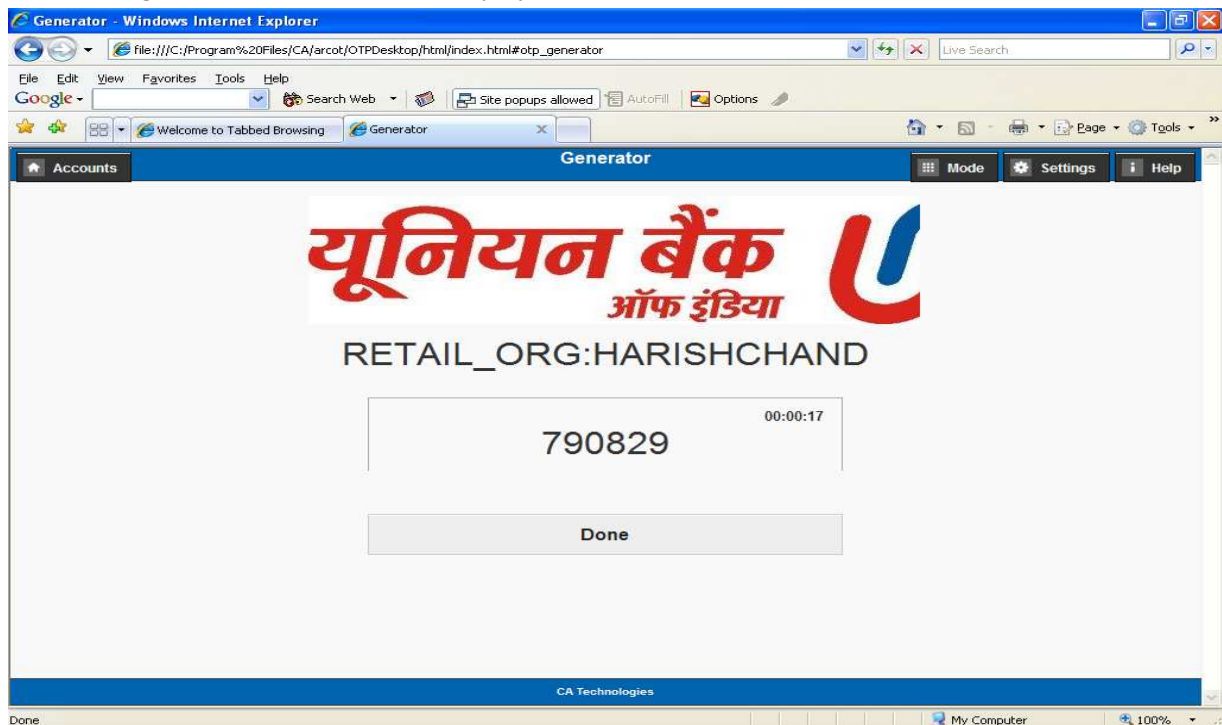 Generator - Windows Internet Explorer
file:///C:/Program%20Files/CA/arcot/OTPDesktop/html/index.html#otp_generator Live Search
File Edit View Favorites Tools Help
Google Search Web Site popups allowed AutoFill Options
Welcome to Tabbed Browsing Generator Page Tools
Accounts Generator Mode Settings Help
यूनियन बैंक
ऑफ इंडिया
RETAIL_ORG:HARISHCHAND
00:00:17
790829
Done
CA Technologies
Done My Computer 100%